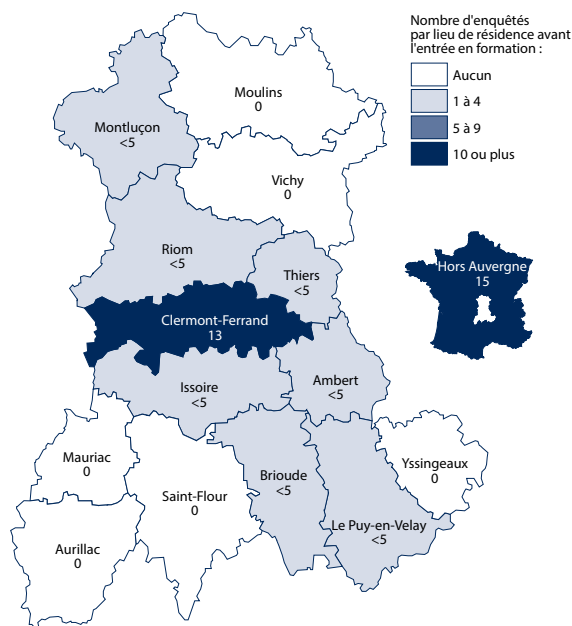 Nombre d'enquêtés
par lieu de résidence avant
l'entrée en formation :
Aucun
1 à 4
5 à 9
10 ou plus
Moulins
0
Montluçon
<5
Vichy
0
Riom
<5
Thiers
<5
Hors Auvergne
15
Clermont-Ferrand
13
Issoire
<5
Ambert
<5
Mauriac
0
Saint-Flour
0
Brioude
<5
Yssingeaux
0
Le Puy-en-Velay
<5
Aurillac
0